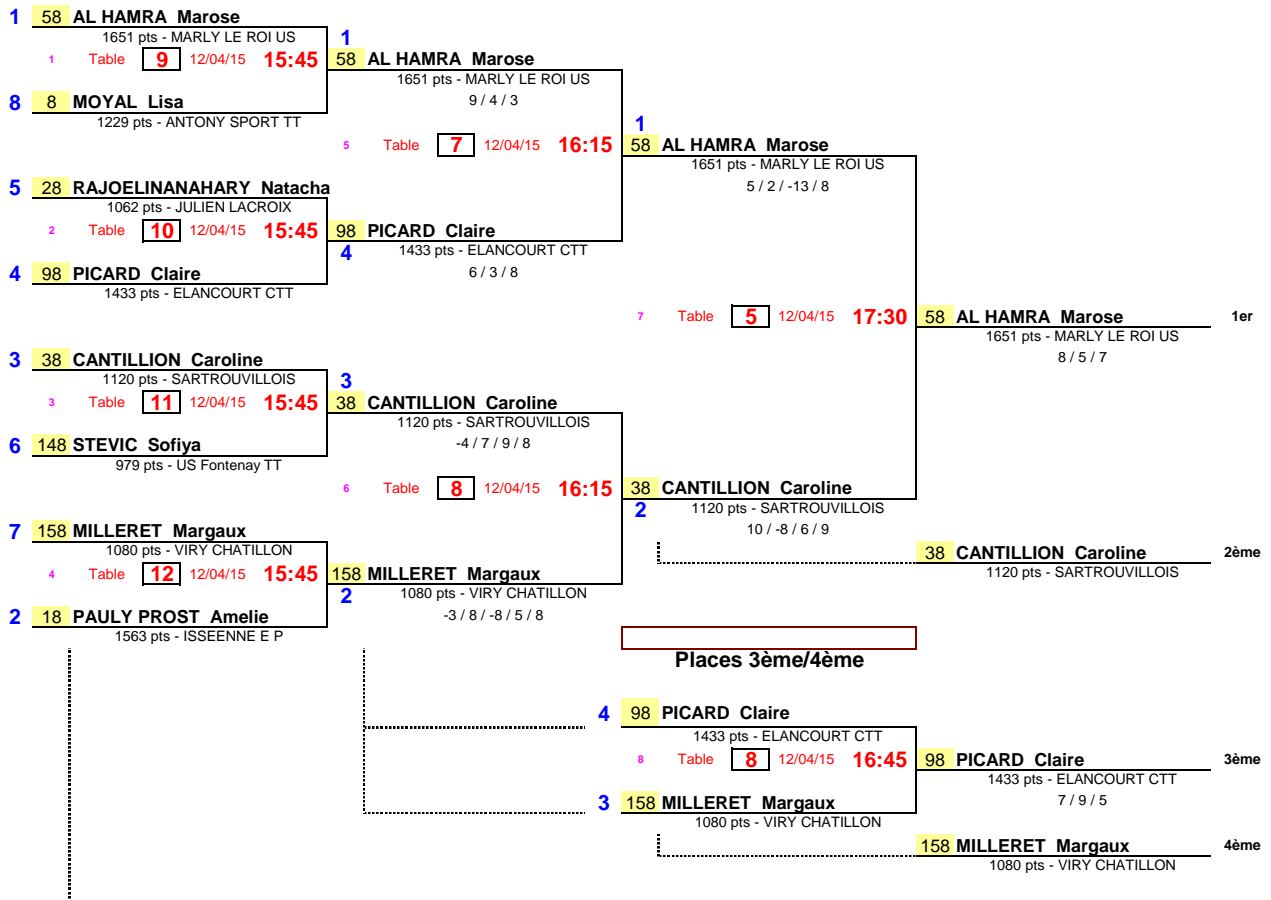 1 58 AL HAMRA Marose
1651 pts - MARLY LE ROI US
1 Table 9 12/04/15 15:45
8 8 MOYAL Lisa
1229 pts - ANTONY SPORT TT
5 28 RAJOELINANAHARY Natacha
1062 pts - JULIEN LACROIX
2 Table 10 12/04/15 15:45
4 98 PICARD Claire
1433 pts - ELANCOURT CTT
3 38 CANTILLION Caroline
1120 pts - SARTROUVILLOIS
3 Table 11 12/04/15 15:45
6 148 STEVIC Sofiya
979 pts - US Fontenay TT
7 158 MILLERET Margaux
1080 pts - VIRY CHATILLON
4 Table 12 12/04/15 15:45
2 18 PAULY PROST Amelie
1563 pts - ISSEENNE E P
1
58 AL HAMRA Marose
1651 pts - MARLY LE ROI US
9 / 4 / 3
5 Table 7 12/04/15 16:15
98 PICARD Claire
4
1433 pts - ELANCOURT CTT
6 / 3 / 8
3
38 CANTILLION Caroline
1120 pts - SARTROUVILLOIS
-4 / 7 / 9 / 8
6 Table 8 12/04/15 16:15
158 MILLERET Margaux
2
1080 pts - VIRY CHATILLON
-3 / 8 / -8 / 5 / 8
1
58 AL HAMRA Marose
1651 pts - MARLY LE ROI US
5 / 2 / -13 / 8
7 Table 5 12/04/15 17:30
38 CANTILLION Caroline
2
1120 pts - SARTROUVILLOIS
10 / -8 / 6 / 9
58 AL HAMRA Marose 1er
1651 pts - MARLY LE ROI US
8 / 5 / 7
38 CANTILLION Caroline 2ème
1120 pts - SARTROUVILLOIS
Places 3ème/4ème
4 98 PICARD Claire
1433 pts - ELANCOURT CTT
8 Table 8 12/04/15 16:45
3 158 MILLERET Margaux
1080 pts - VIRY CHATILLON
98 PICARD Claire 3ème
1433 pts - ELANCOURT CTT
7 / 9 / 5
158 MILLERET Margaux 4ème
1080 pts - VIRY CHATILLON